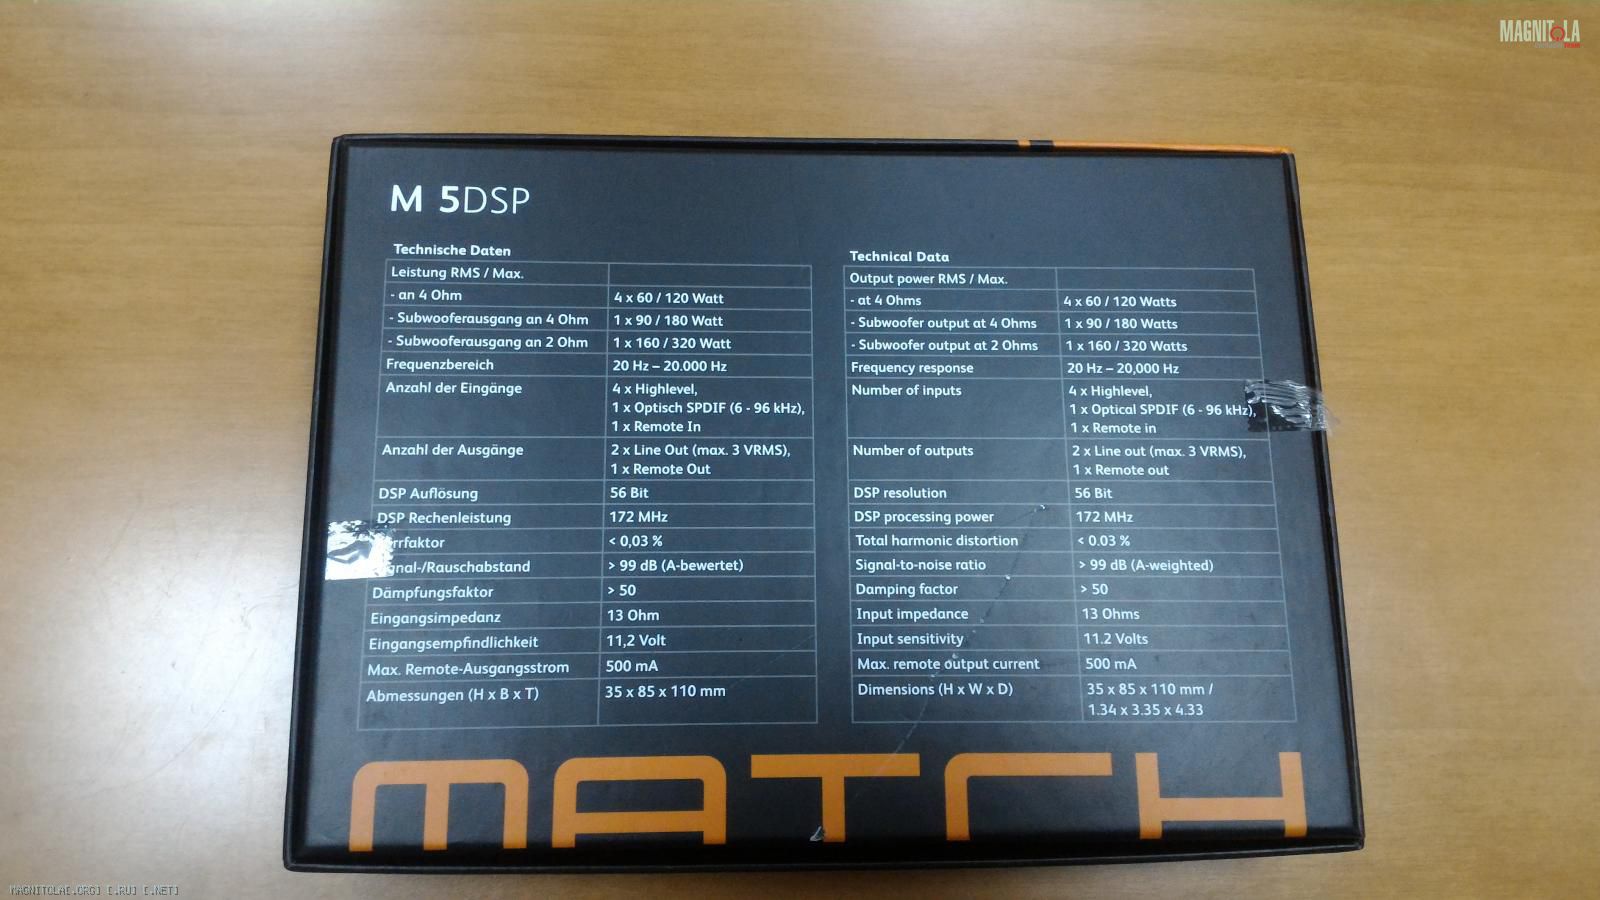 MAGNITOLA
M 5DSP
Technische Daten
Leistung RMS / Max.
- an 4 Ohm 4 x 60 / 120 Watt
- Subwooferausgang an 4 Ohm 1 x 90 / 180 Watt
- Subwooferausgang an 2 Ohm 1 x 160 / 320 Watt
Frequenzbereich 20 Hz – 20.000 Hz
Anzahl der Eingänge 4 x Highlevel,
1 x Optisch SPDIF (6 - 96 kHz),
1 x Remote In
Anzahl der Ausgänge 2 x Line Out (max. 3 VRMS),
1 x Remote Out
DSP Auflösung 56 Bit
DSP Rechenleistung 172 MHz
rrfaktor < 0,03 %
gnal-/Rauschabstand > 99 dB (A-bewertet)
Dämpfungsfaktor > 50
Eingangsimpedanz 13 Ohm
Eingangsempfindlichkeit 11,2 Volt
Max. Remote-Ausgangsstrom 500 mA
Abmessungen (H x B x T) 35 x 85 x 110 mm
Technical Data
Output power RMS / Max.
- at 4 Ohms 4 x 60 / 120 Watts
- Subwoofer output at 4 Ohms 1 x 90 / 180 Watts
- Subwoofer output at 2 Ohms 1 x 160 / 320 Watts
Frequency response 20 Hz – 20,000 Hz
Number of inputs 4 x Highlevel,
1 x Optical SPDIF (6 - 96 kHz),
1 x Remote in
Number of outputs 2 x Line out (max. 3 VRMS),
1 x Remote out
DSP resolution 56 Bit
DSP processing power 172 MHz
Total harmonic distortion < 0.03 %
Signal-to-noise ratio > 99 dB (A-weighted)
Damping factor > 50
Input impedance 13 Ohms
Input sensitivity 11.2 Volts
Max. remote output current 500 mA
Dimensions (H x W x D) 35 x 85 x 110 mm /
1.34 x 3.35 x 4.33
MATCH
MAGNITOLA[.ORG] [.RU] [.NET]